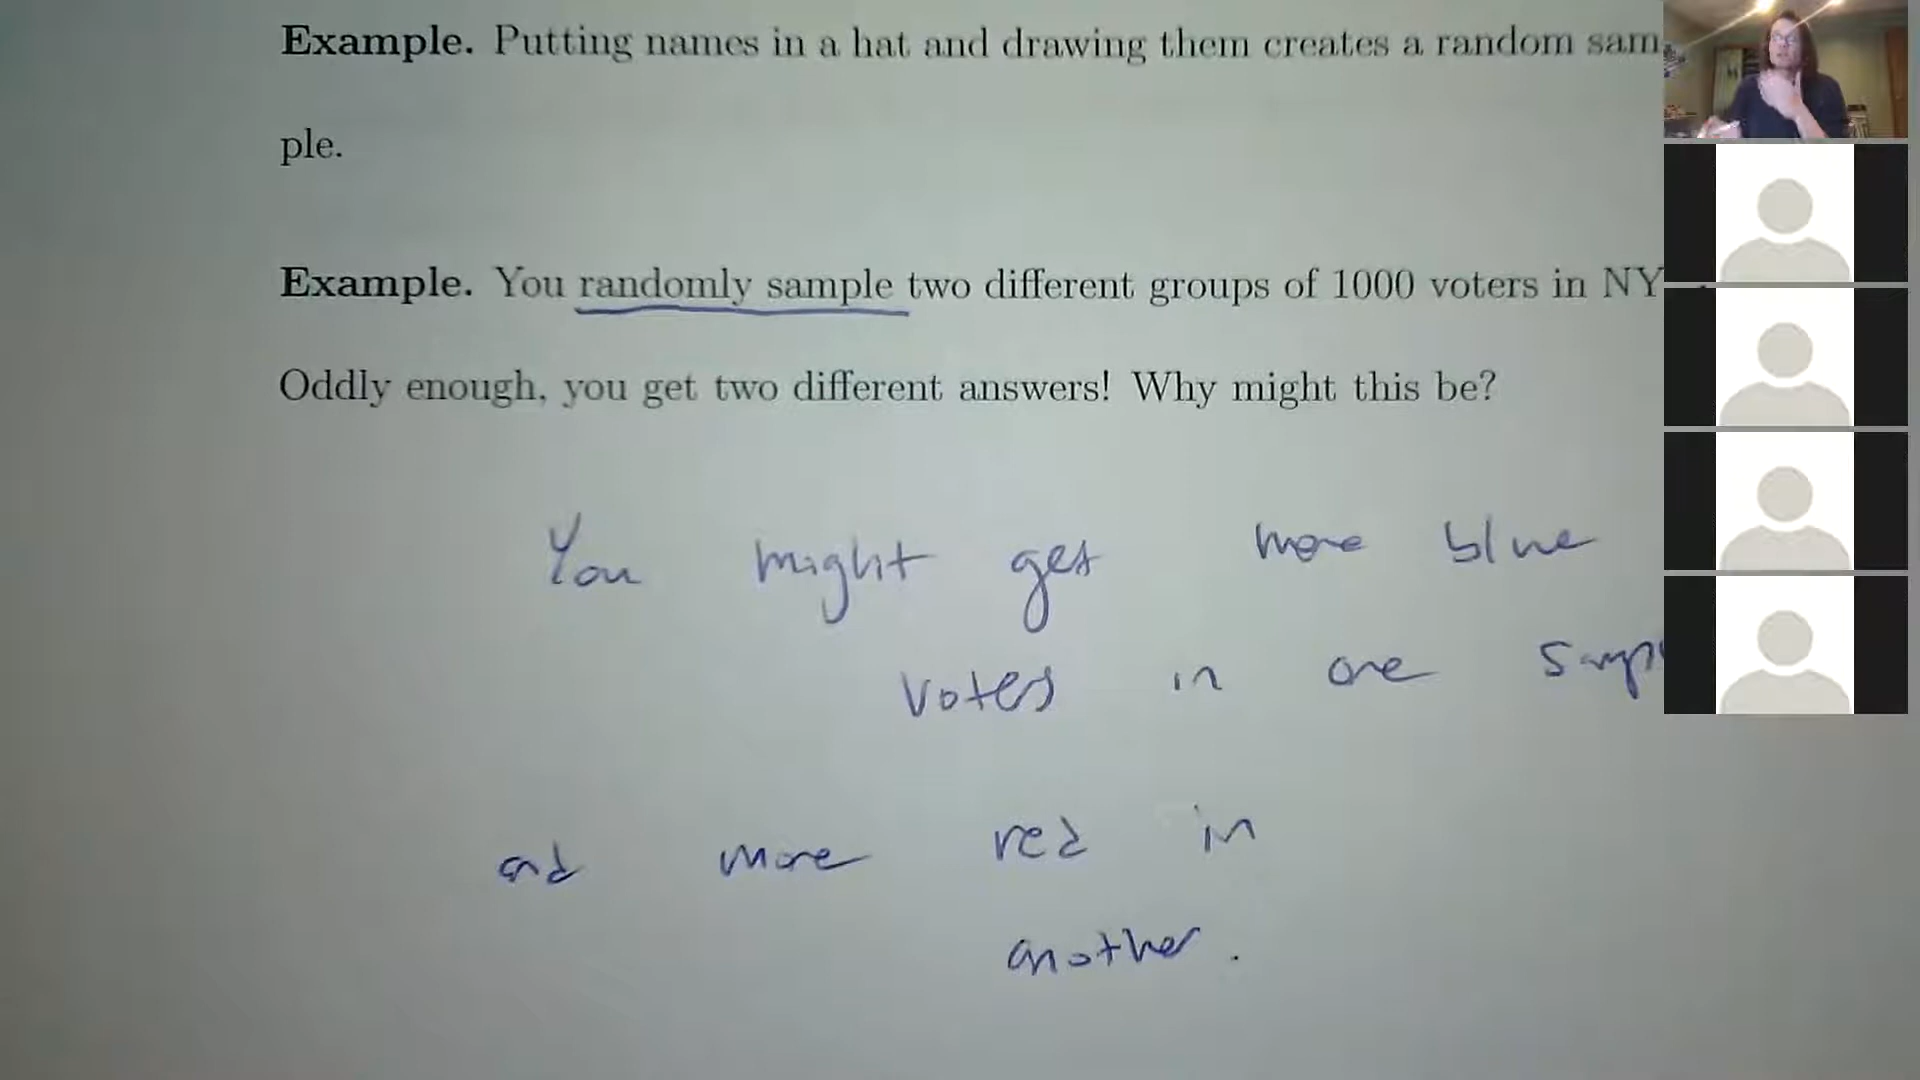 Example. Putting names in a hat and drawing them creates a random sam
ple.
Example. You randomly sample two different groups of 1000 voters in NY
Oddly enough, you get two different answers! Why might this be?
You might get more blue
voters in one samp
and more red in
another.